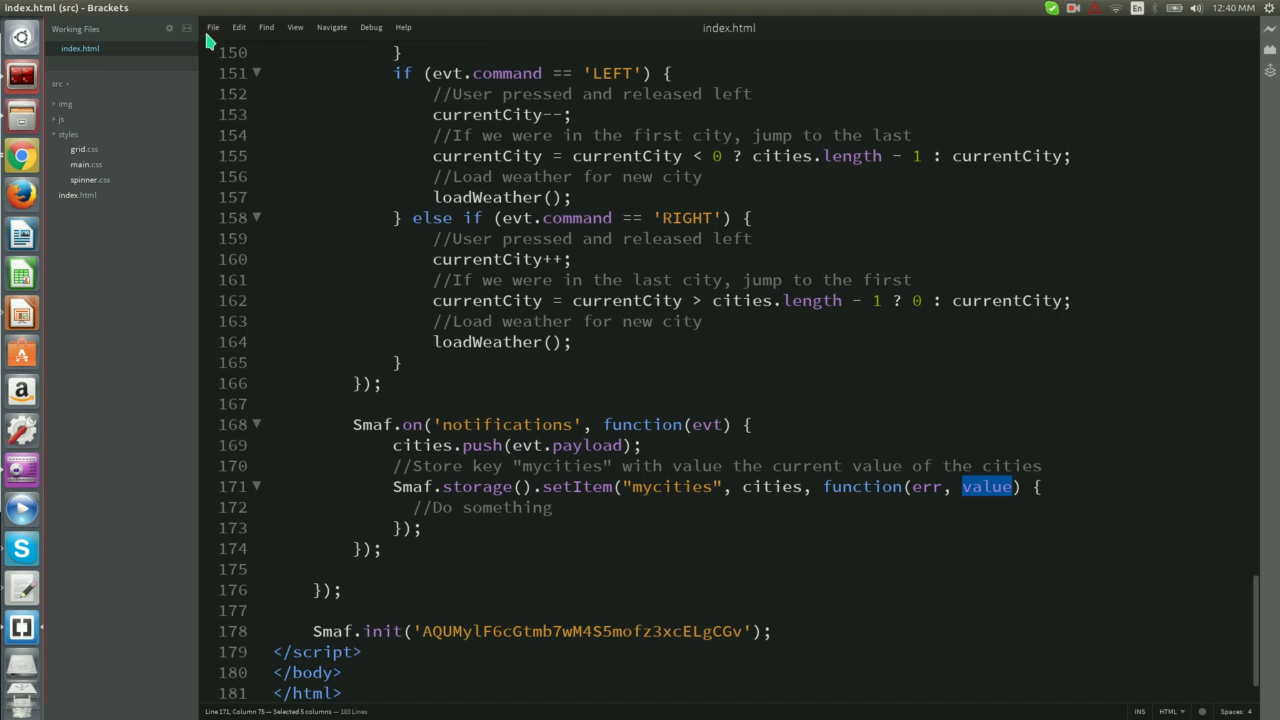 index.html (src) - Brackets
En
12:40 AM
File Edit Find View Navigate Debug Help
index.html
Working Files
index.html
src
img
js
styles
grid.css
main.css
spinner.css
index.html
150 }
151 if (evt.command == 'LEFT') {
152 //User pressed and released left
153 currentCity--;
154 //If we were in the first city, jump to the last
155 currentCity = currentCity < 0 ? cities.length - 1 : currentCity;
156 //Load weather for new city
157 loadWeather();
158 } else if (evt.command == 'RIGHT') {
159 //User pressed and released left
160 currentCity++;
161 //If we were in the last city, jump to the first
162 currentCity = currentCity > cities.length - 1 ? 0 : currentCity;
163 //Load weather for new city
164 loadWeather();
165 }
166 });
167
168 Smaf.on('notifications', function(evt) {
169 cities.push(evt.payload);
170 //Store key "mycities" with value the current value of the cities
171 Smaf.storage().setItem("mycities", cities, function(err, value) {
172 //Do something
173 });
174 });
175
176 });
177
178 Smaf.init('AQUMylF6cGtmb7wM4S5mofz3xcELgCGv');
179 </script>
180 </body>
181 </html>
Line 171, Column 75 — Selected 5 columns — 183 Lines
INS HTML Spaces: 4